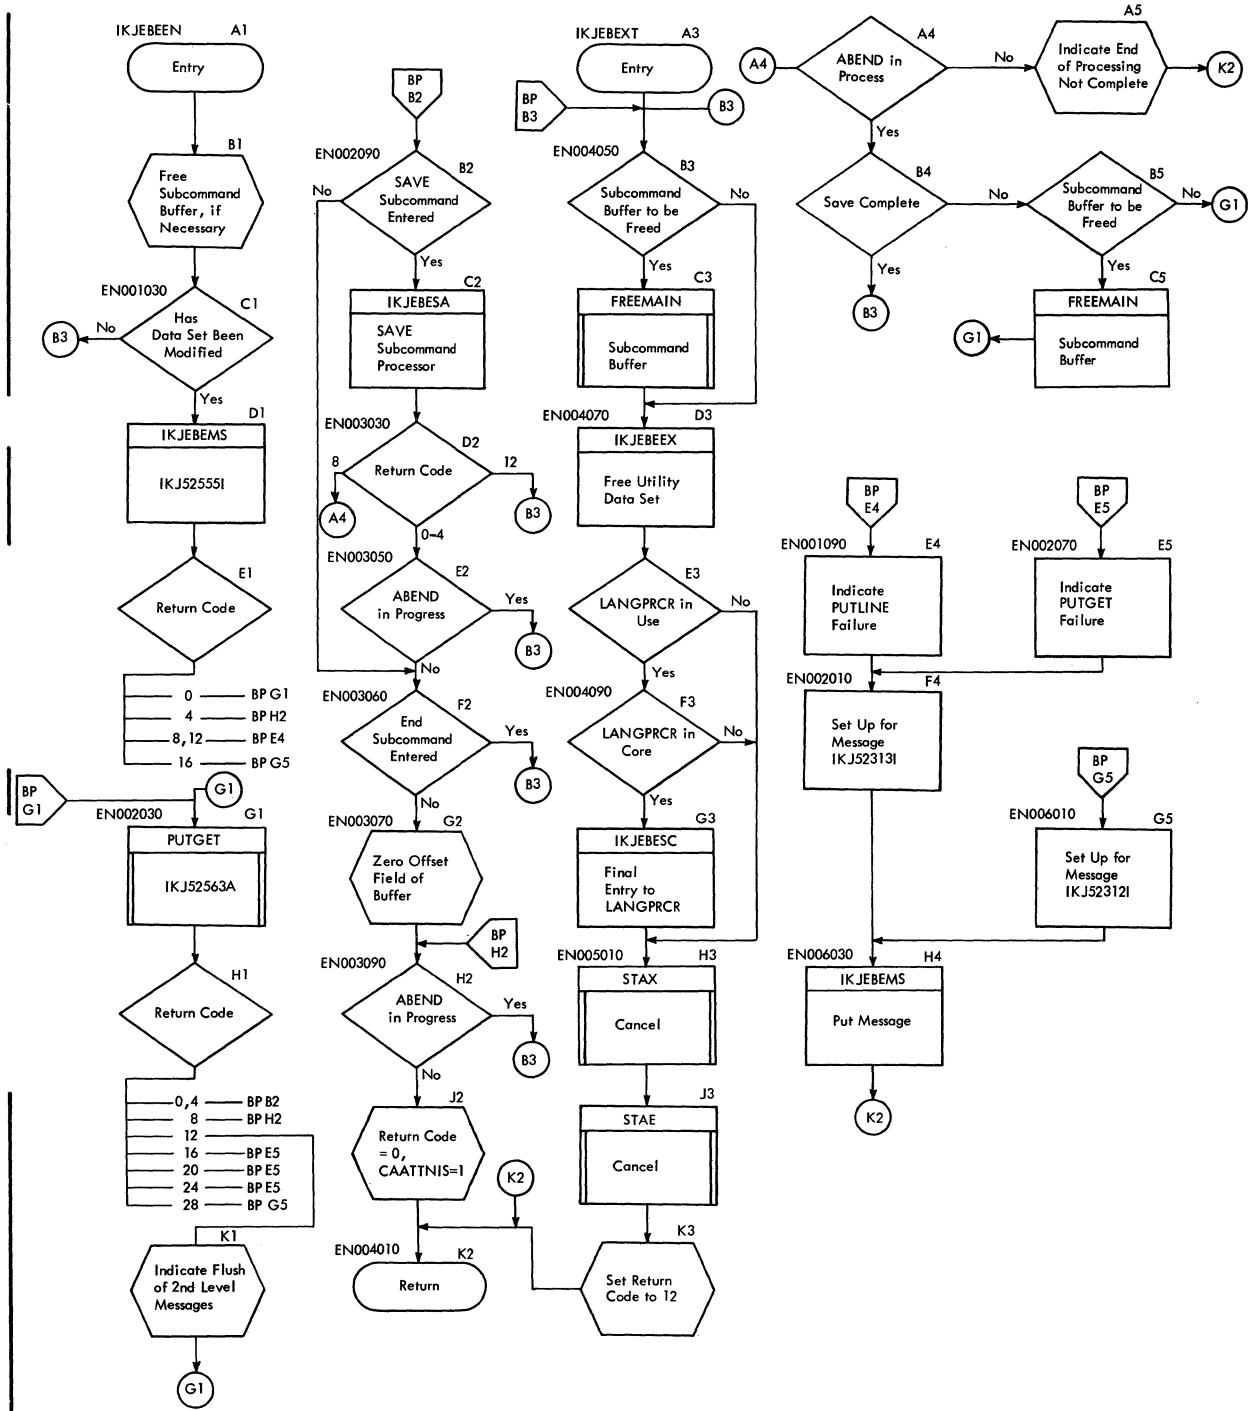 IKJEBEEN A1
Entry
B1
Free
Subcommand
Buffer, if
Necessary
EN001030
C1
Has
Data Set Been
Modified
No
B3
Yes
D1
IKJEBEMS
IKJ52555I
E1
Return Code
0 BP G1
4 BP H2
8,12 BP E4
16 BP G5
BP
G1
G1
EN002030
G1
PUTGET
IKJ52563A
H1
Return Code
0,4 BP B2
8 BP H2
12
16 BP E5
20 BP E5
24 BP E5
28 BP G5
K1
Indicate Flush
of 2nd Level
Messages
G1
BP
B2
EN002090
B2
No
SAVE
Subcommand
Entered
Yes
C2
IKJEBESA
SAVE
Subcommand
Processor
EN003030
D2
8
Return Code
12
A4
B3
0-4
EN003050
E2
ABEND
in Progress
Yes
B3
No
EN003060
F2
End
Subcommand
Entered
Yes
B3
No
EN003070
G2
Zero Offset
Field of
Buffer
BP
H2
EN003090
H2
ABEND
in Progress
Yes
B3
No
J2
Return Code
= 0,
CAATTNIS=1
K2
EN004010
K2
Return
IKJEBEXT A3
Entry
BP
B3
B3
EN004050
B3
Subcommand
Buffer to be
Freed
No
Yes
C3
FREEMAIN
Subcommand
Buffer
EN004070
D3
IKJEBEEX
Free Utility
Data Set
E3
LANGPRCR in
Use
No
Yes
EN004090
F3
LANGPRCR in
Core
No
Yes
G3
IKJEBESC
Final
Entry to
LANGPRCR
EN005010
H3
STAX
Cancel
J3
STAE
Cancel
K3
Set Return
Code to 12
A4
A4
ABEND in
Process
No
A5
Indicate End
of Processing
Not Complete
K2
Yes
B4
Save Complete
No
B5
Subcommand
Buffer to be
Freed
No
G1
Yes
B3
Yes
C5
FREEMAIN
Subcommand
Buffer
G1
BP
E4
EN001090
E4
Indicate
PUTLINE
Failure
BP
E5
EN002070
E5
Indicate
PUTGET
Failure
EN002010
F4
Set Up for
Message
IKJ52313I
BP
G5
EN006010
G5
Set Up for
Message
IKJ52312I
EN006030
H4
IKJEBEMS
Put Message
K2